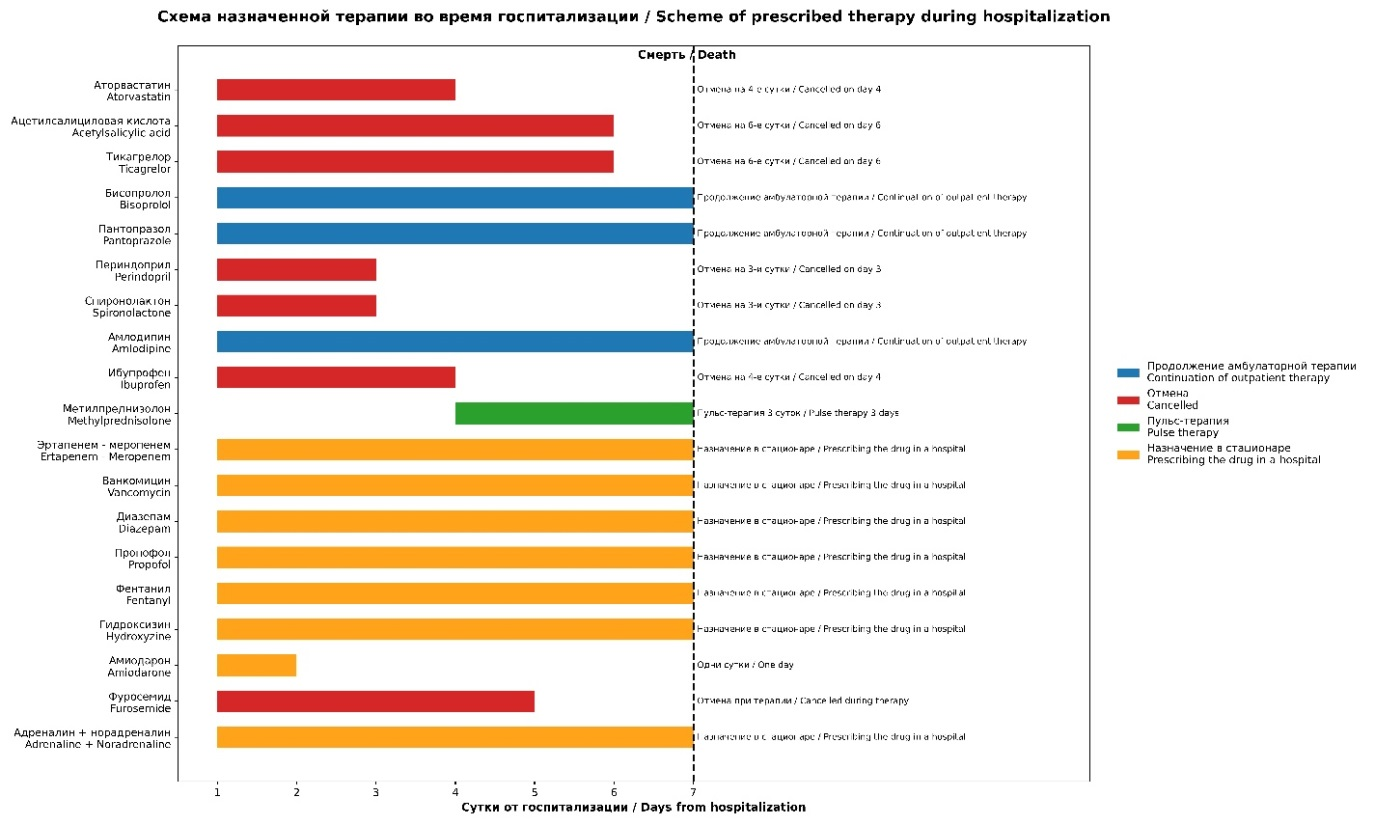 Схема назначенной терапии во время госпитализации / Scheme of prescribed therapy during hospitalization
Смерть / Death
Аторвастатин
Atorvastatin
Отмена на 4-е сутки / Cancelled on day 4
Ацетилсалициловая кислота
Acetylsalicylic acid
Отмена на 6-е сутки / Cancelled on day 6
Тикагрелор
Ticagrelor
Отмена на 6-е сутки / Cancelled on day 6
Бисопролол
Bisoprolol
Продолжение амбулаторной терапии / Continuation of outpatient therapy
Пантопразол
Pantoprazole
Продолжение амбулаторной терапии / Continuation of outpatient therapy
Периндоприл
Perindopril
Отмена на 3-и сутки / Cancelled on day 3
Спиронолактон
Spironolactone
Отмена на 3-и сутки / Cancelled on day 3
Амлодипин
Amlodipine
Продолжение амбулаторной терапии / Continuation of outpatient therapy
Ибупрофен
Ibuprofen
Отмена на 4-е сутки / Cancelled on day 4
Метилпреднизолон
Methylprednisolone
Пульс-терапия 3 суток / Pulse therapy 3 days
Эртапенем - меропенем
Ertapenem - Meropenem
Назначение в стационаре / Prescribing the drug in a hospital
Ванкомицин
Vancomycin
Назначение в стационаре / Prescribing the drug in a hospital
Диазепам
Diazepam
Назначение в стационаре / Prescribing the drug in a hospital
Пропофол
Propofol
Назначение в стационаре / Prescribing the drug in a hospital
Фентанил
Fentanyl
Назначение в стационаре / Prescribing the drug in a hospital
Гидроксизин
Hydroxyzine
Назначение в стационаре / Prescribing the drug in a hospital
Амиодарон
Amiodarone
Одни сутки / One day
Фуросемид
Furosemide
Отмена при терапии / Cancelled during therapy
Адреналин + норадреналин
Adrenaline + Noradrenaline
Назначение в стационаре / Prescribing the drug in a hospital
1 2 3 4 5 6 7
Сутки от госпитализации / Days from hospitalization
Продолжение амбулаторной терапии
Continuation of outpatient therapy
Отмена
Cancelled
Пульс-терапия
Pulse therapy
Назначение в стационаре
Prescribing the drug in a hospital